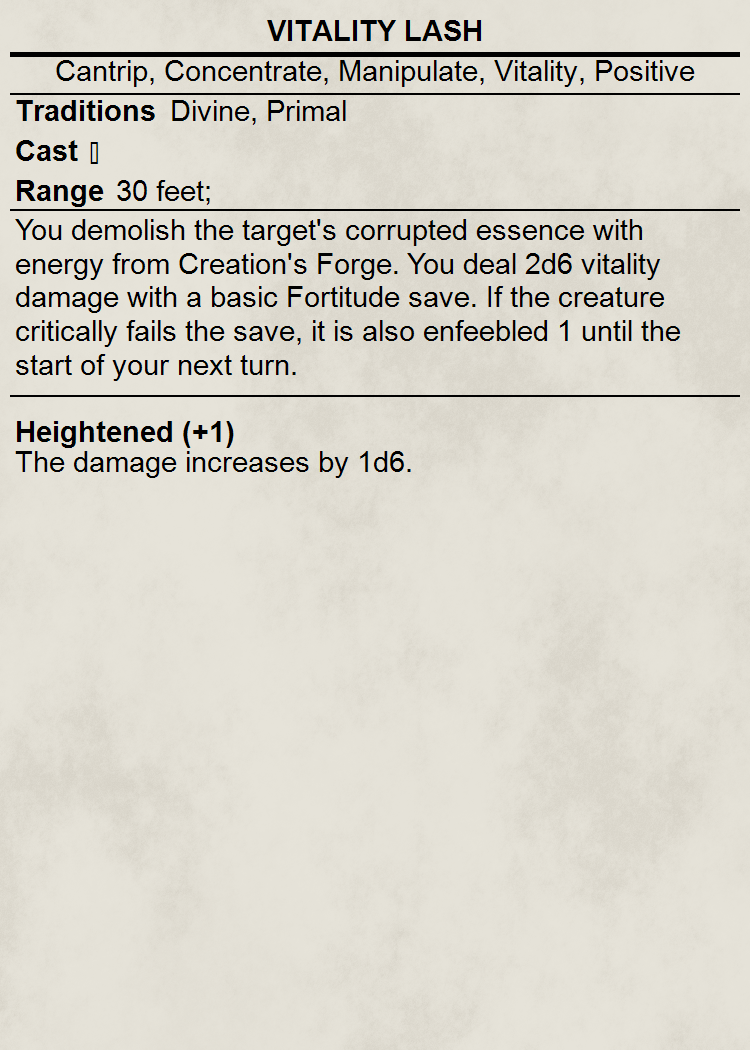 VITALITY LASH
Cantrip, Concentrate, Manipulate, Vitality, Positive
Traditions Divine, Primal
Cast ▯
Range 30 feet;
You demolish the target's corrupted essence with
energy from Creation's Forge. You deal 2d6 vitality
damage with a basic Fortitude save. If the creature
critically fails the save, it is also enfeebled 1 until the
start of your next turn.
Heightened (+1)
The damage increases by 1d6.